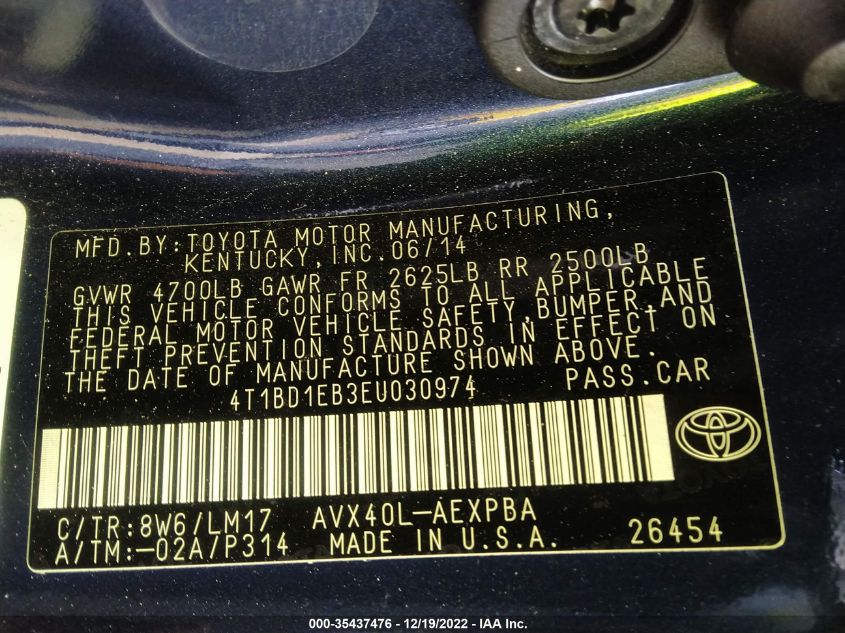 MFD.BY:TOYOTA MOTOR MANUFACTURING,
KENTUCKY,INC.06/14
GVWR 4700LB GAWR FR 2625LB RR 2500LB
THIS VEHICLE CONFORMS TO ALL APPLICABLE
FEDERAL MOTOR VEHICLE SAFETY,BUMPER,AND
THEFT PREVENTION STANDARDS IN EFFECT ON
THE DATE OF MANUFACTURE SHOWN ABOVE.
4T1BD1EB3EU030974 PASS.CAR
C/TR:8W6/LM17 AVX40L-AEXPBA
A/TM:-02A/P314 MADE IN U.S.A. 26454
000-35437476 - 12/19/2022 - IAA Inc.